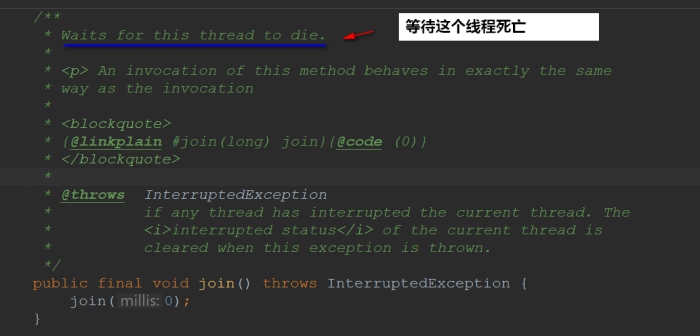 /**
* Waits for this thread to die.
等待这个线程死亡
*
* <p> An invocation of this method behaves in exactly the same
* way as the invocation
*
* <blockquote>
* {@linkplain #join(long) join}{@code (0)}
* </blockquote>
*
* @throws  InterruptedException
*          if any thread has interrupted the current thread. The
*          <i>interrupted status</i> of the current thread is
*          cleared when this exception is thrown.
*/
public final void join() throws InterruptedException {
    join( millis: 0);
}